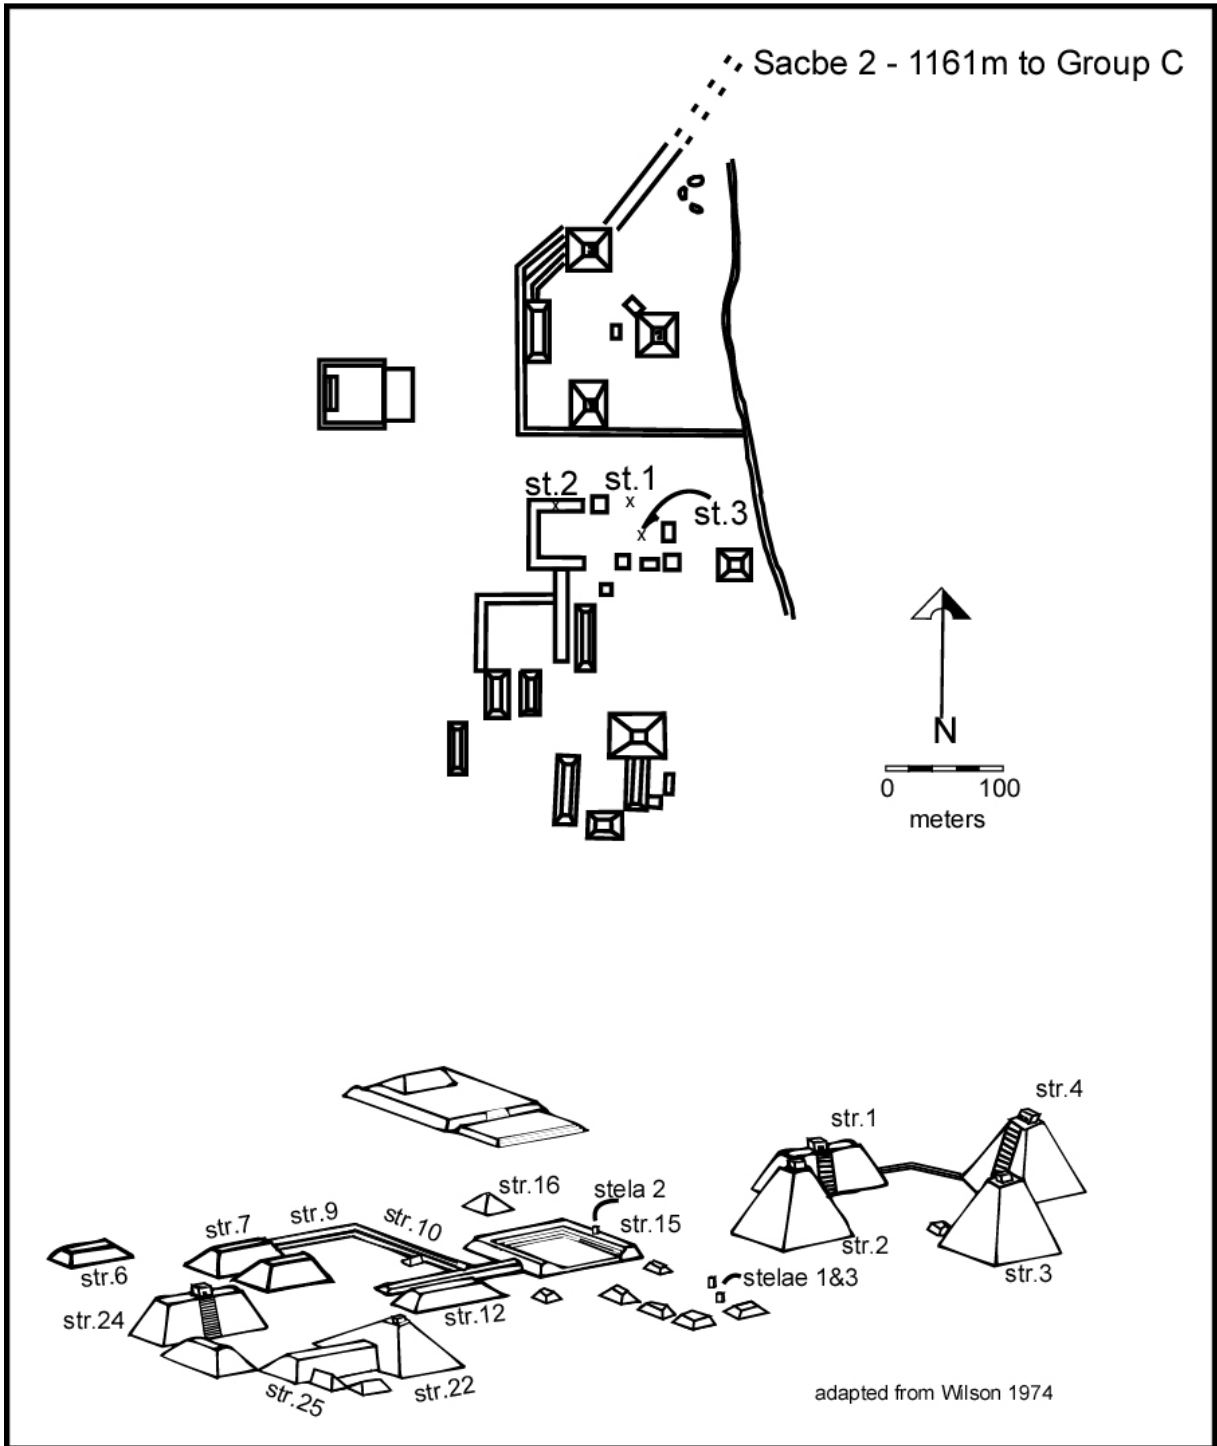 Sacbe 2 - 1161m to Group C
st.2
st.1
x
x
st.3
x
N
0 100
meters
str.4
str.1
str.16
stela 2
str.15
str.7
str.9
str.10
str.2
str.3
str.6
stelae 1&3
str.12
str.24
str.25
str.22
adapted from Wilson 1974